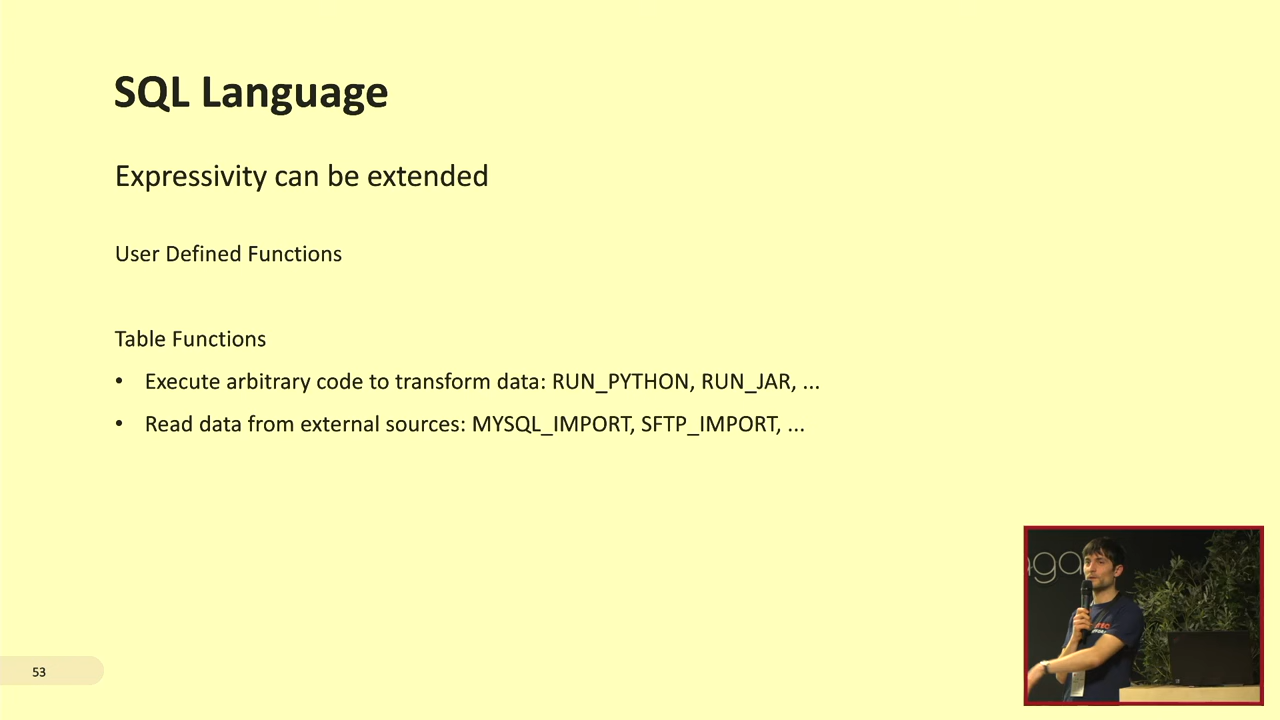 SQL Language
Expressivity can be extended
User Defined Functions
Table Functions
• Execute arbitrary code to transform data: RUN_PYTHON, RUN_JAR, ...
• Read data from external sources: MYSQL_IMPORT, SFTP_IMPORT, ...
53